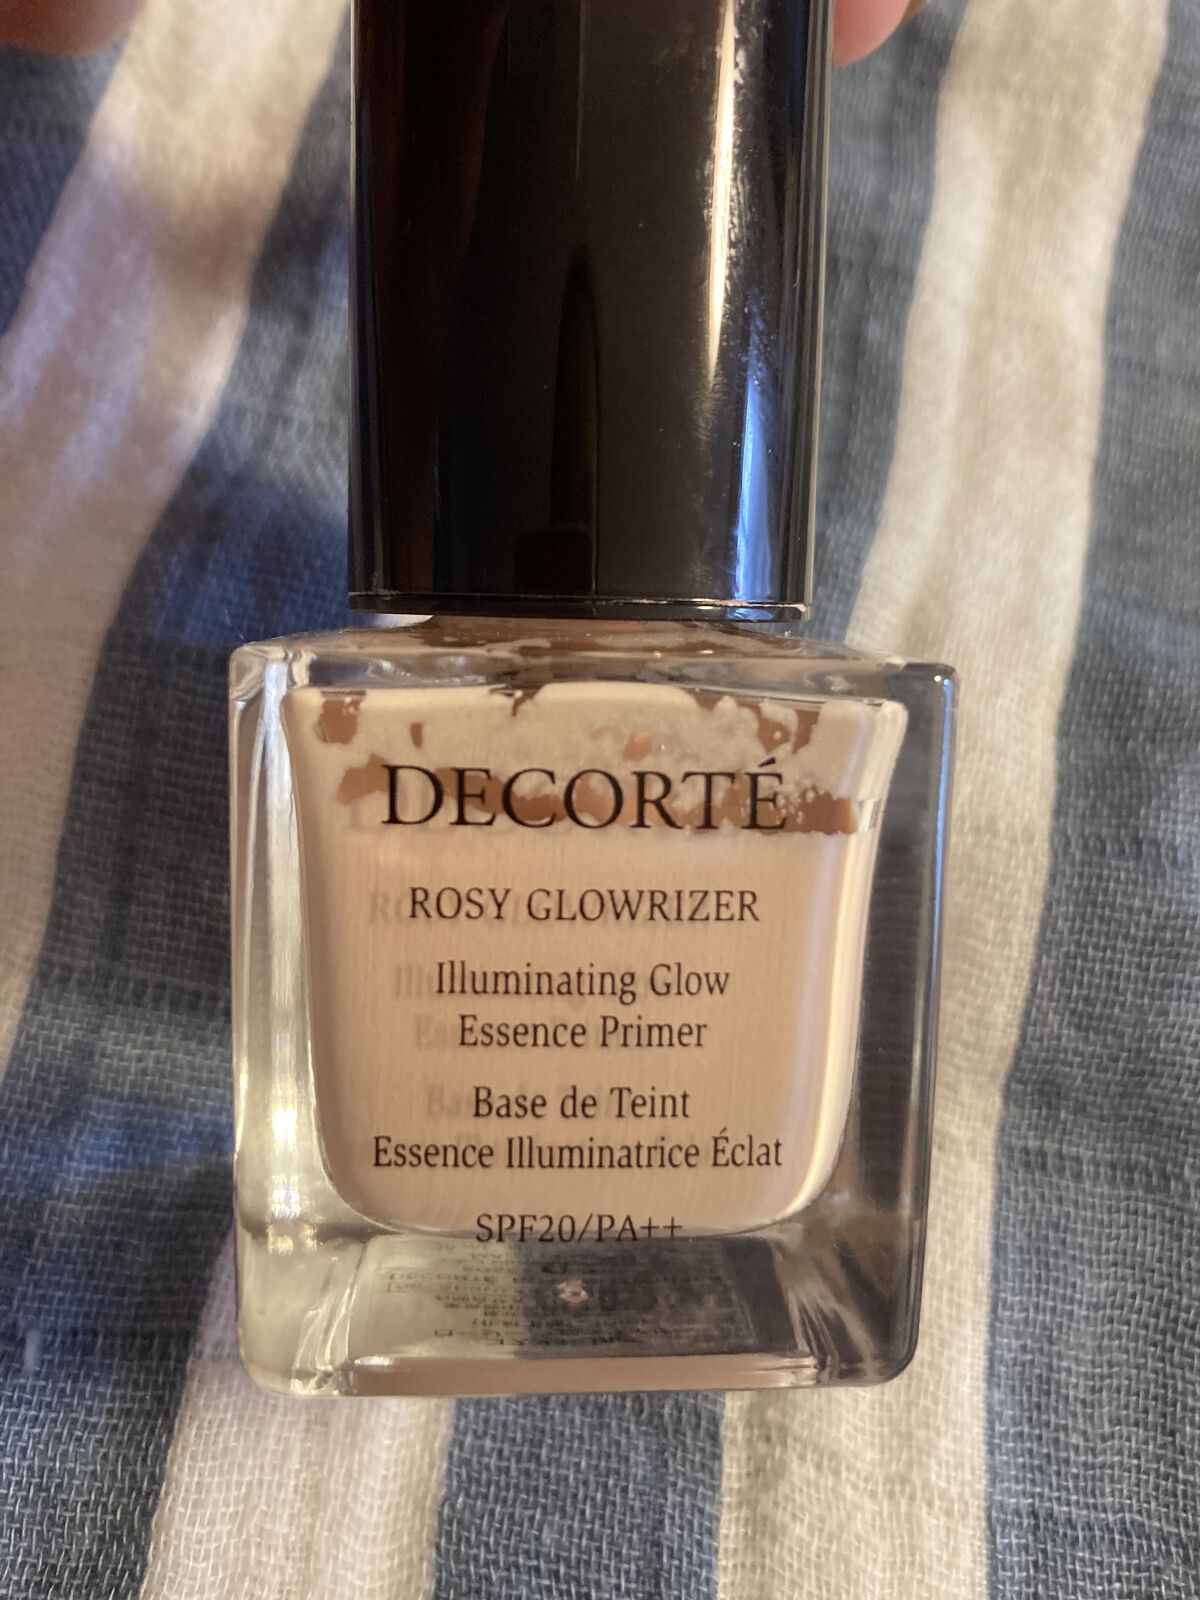 DECORTÉ
ROSY GLOWRIZER
Illuminating Glow
Essence Primer
Base de Teint
Essence Illuminatrice Éclat
SPF20/PA++